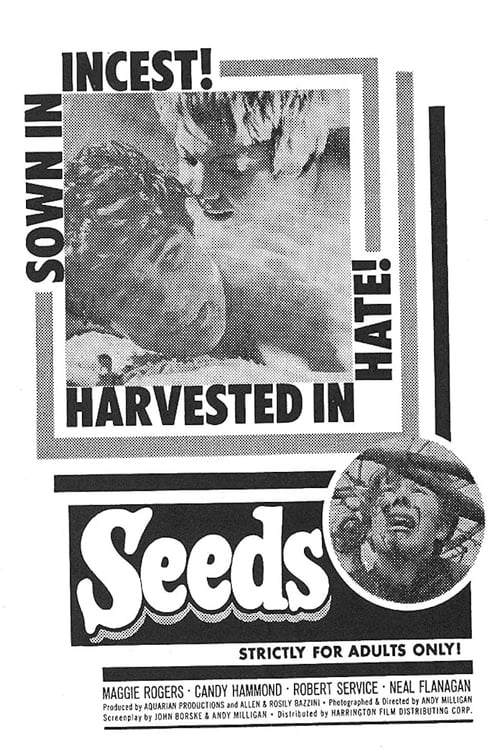 SOWN IN
INCEST!
HARVESTED IN
HATE!
Seeds
STRICTLY FOR ADULTS ONLY!
MAGGIE ROGERS · CANDY HAMMOND · ROBERT SERVICE · NEAL FLANAGAN
Produced by AQUARIAN PRODUCTIONS and ALLEN & ROSILY BAZZINI · Photographed & Directed by ANDY MILLIGAN
Screenplay by JOHN BORSKE & ANDY MILLIGAN · Distributed by HARRINGTON FILM DISTRIBUTING CORP.